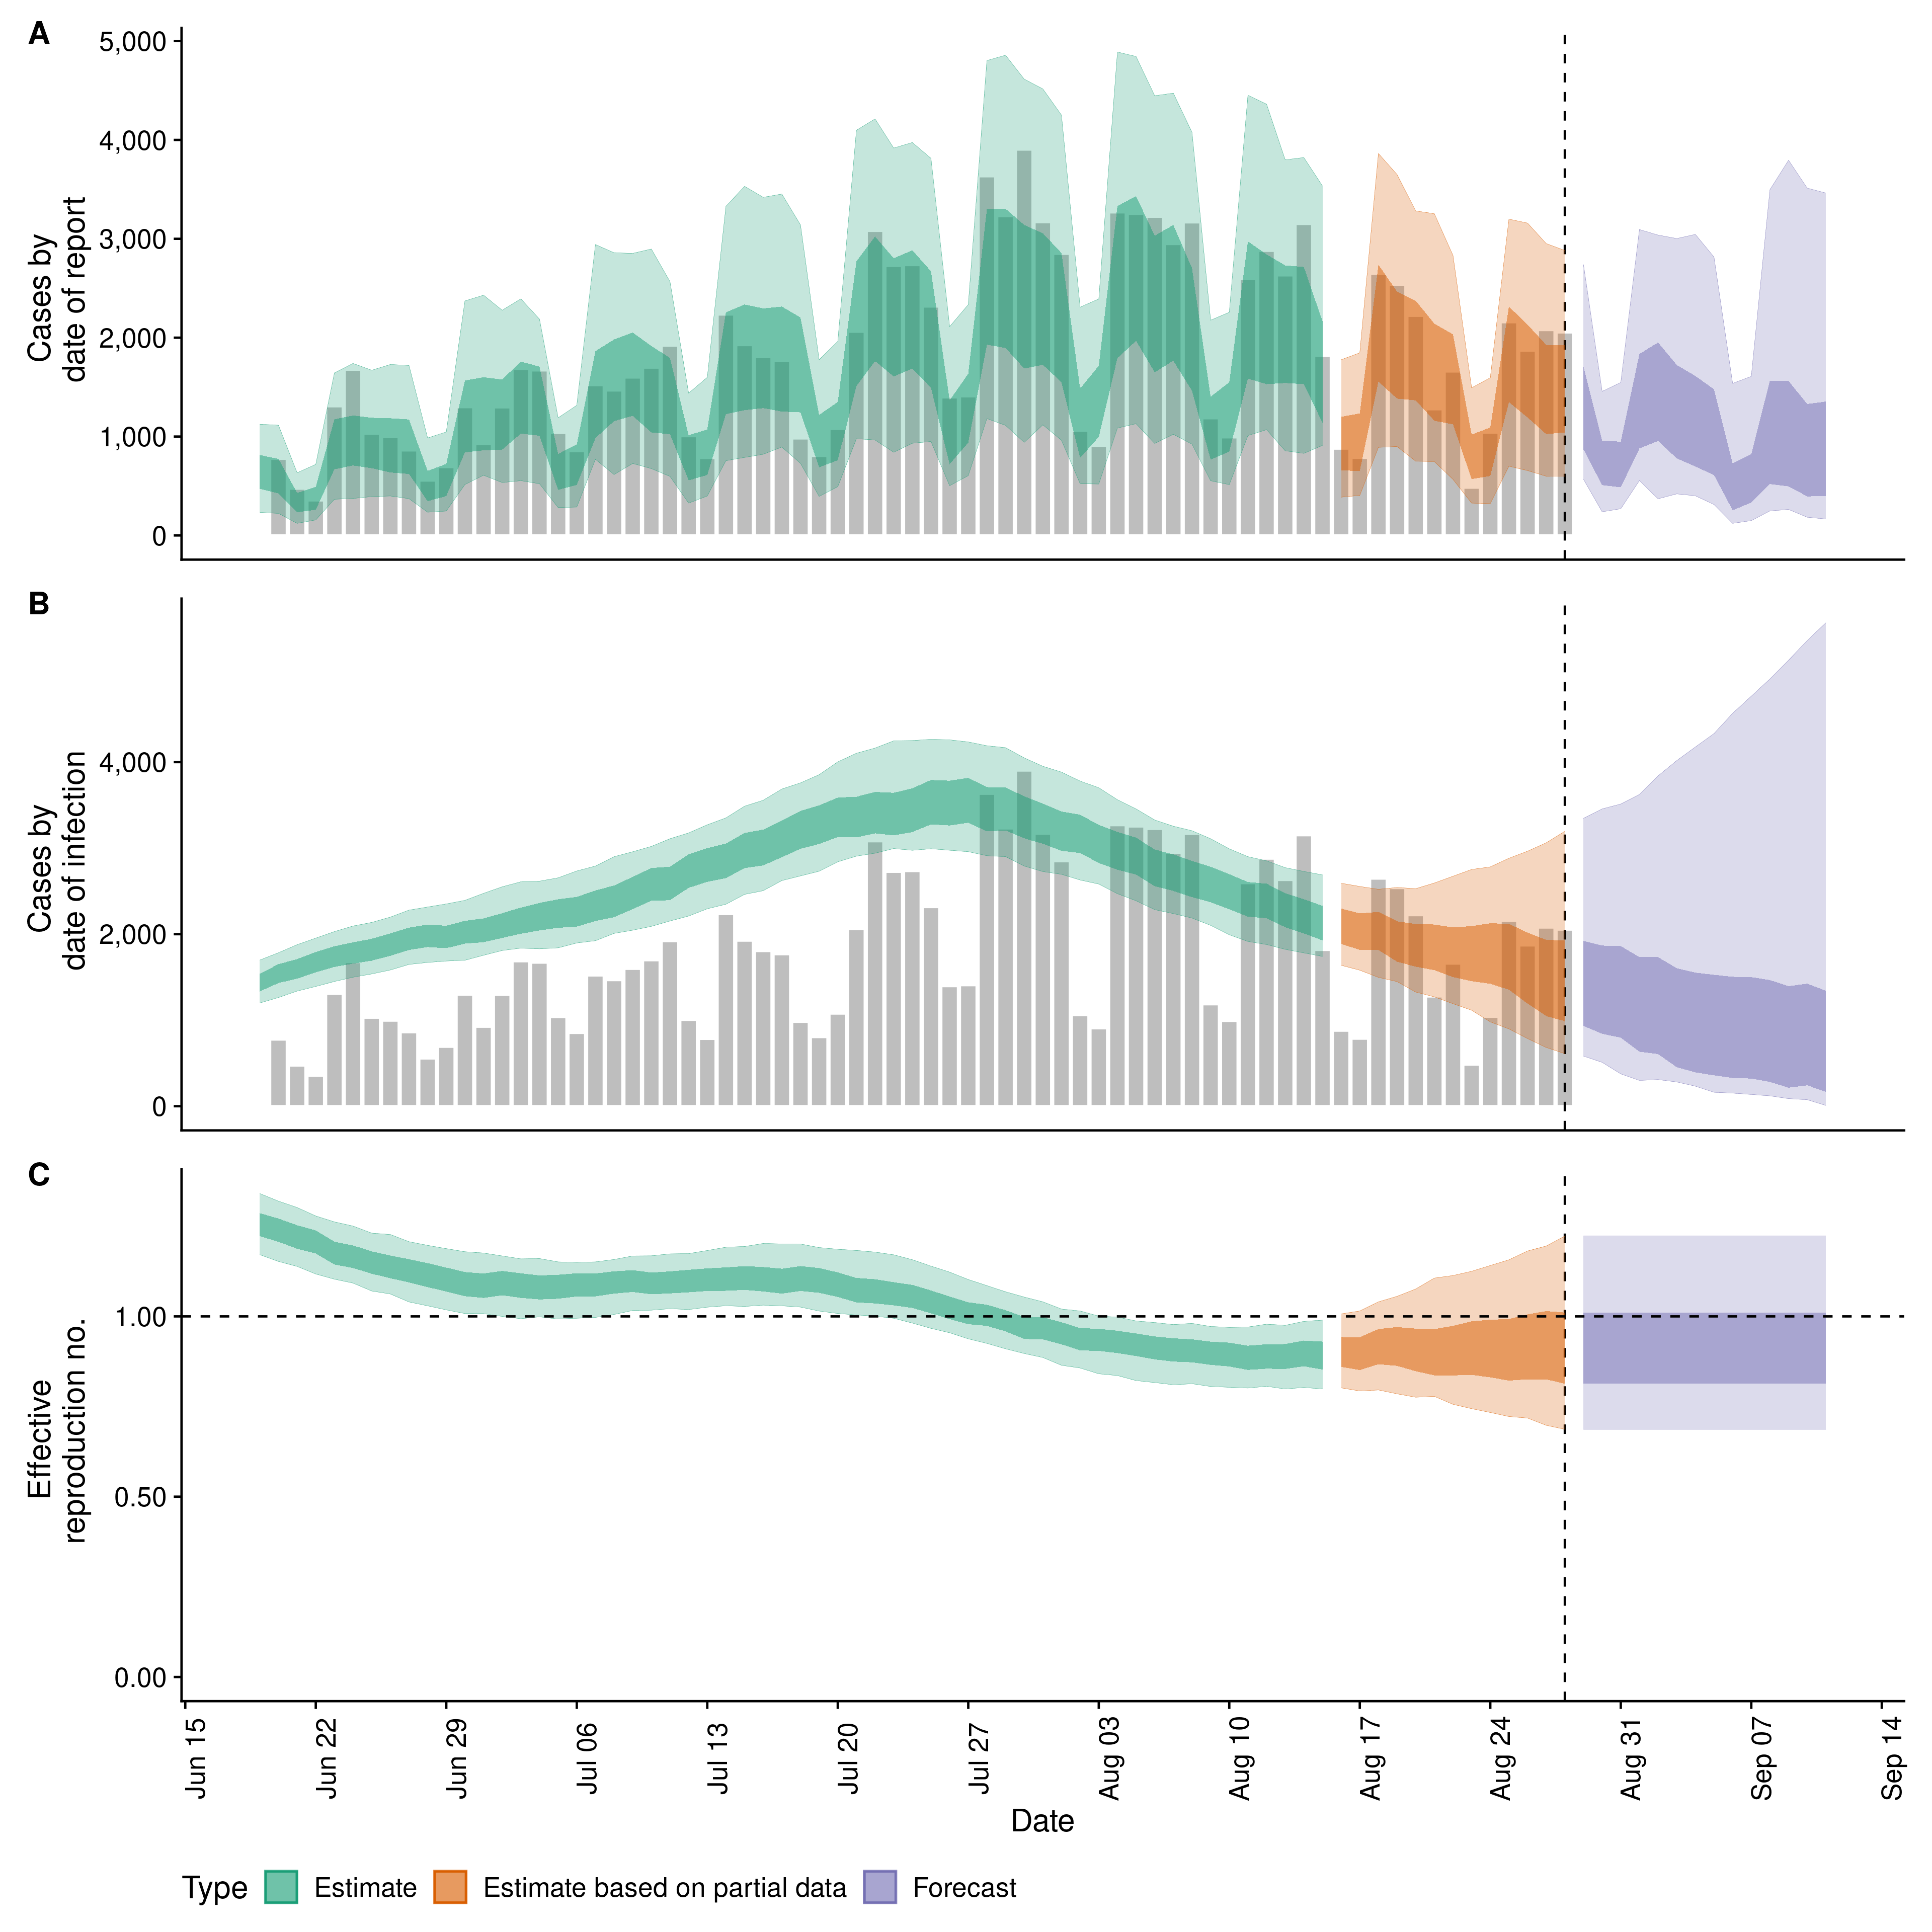 A
5,000
4,000
3,000
2,000
1,000
0
Cases by
date of report
B
4,000
2,000
0
Cases by
date of infection
C
1.00
0.50
0.00
Effective
reproduction no.
Jun 15
Jun 22
Jun 29
Jul 06
Jul 13
Jul 20
Jul 27
Aug 03
Aug 10
Aug 17
Aug 24
Aug 31
Sep 07
Sep 14
Date
Type
Estimate
Estimate based on partial data
Forecast